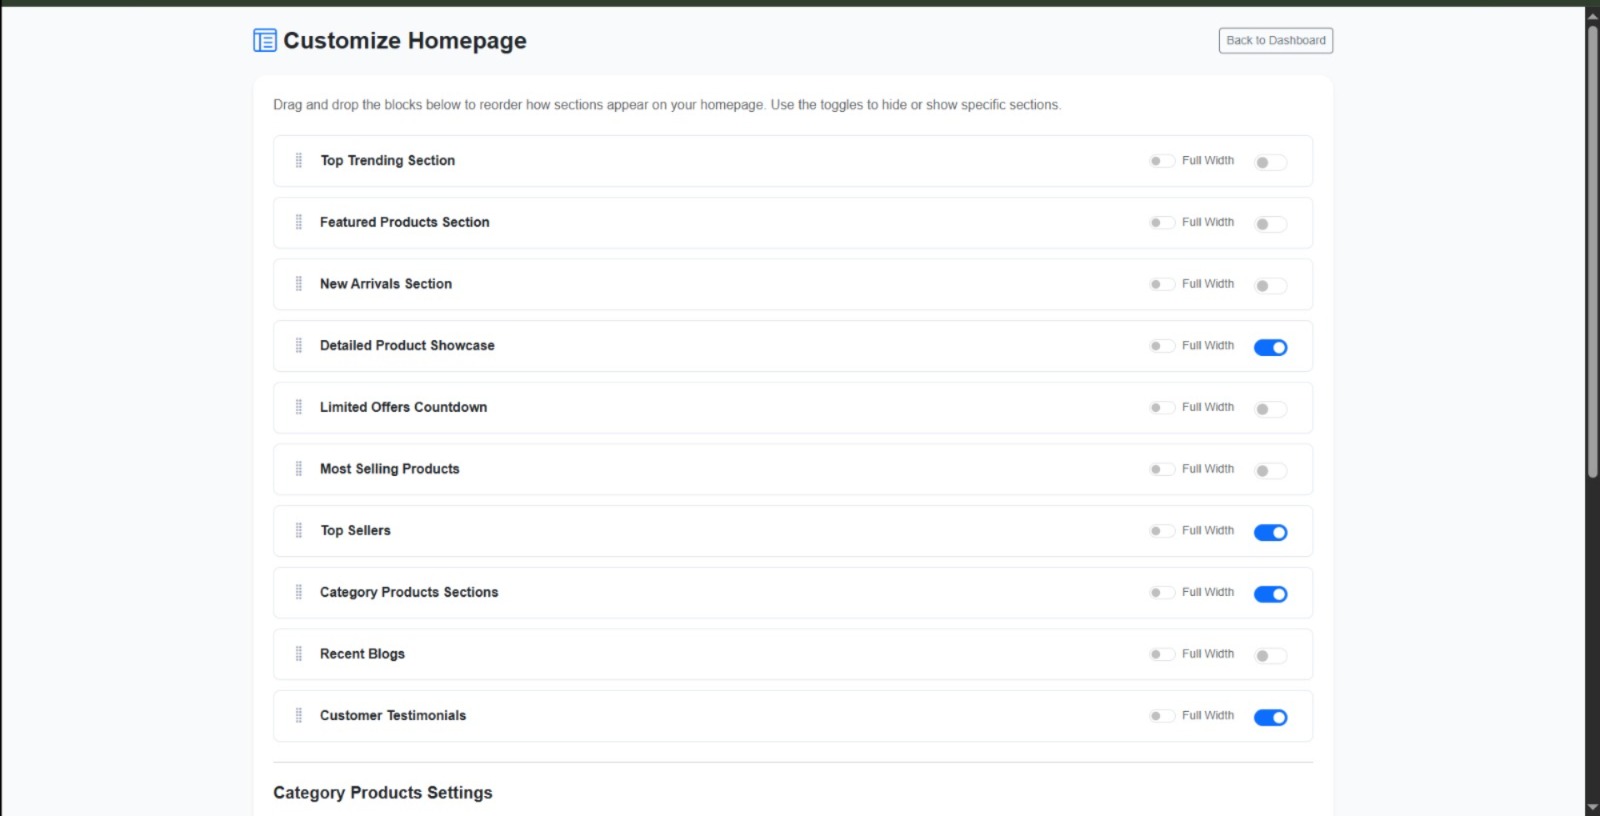 Customize Homepage
Back to Dashboard
Drag and drop the blocks below to reorder how sections appear on your homepage. Use the toggles to hide or show specific sections.
Top Trending Section Full Width
Featured Products Section Full Width
New Arrivals Section Full Width
Detailed Product Showcase Full Width
Limited Offers Countdown Full Width
Most Selling Products Full Width
Top Sellers Full Width
Category Products Sections Full Width
Recent Blogs Full Width
Customer Testimonials Full Width
Category Products Settings